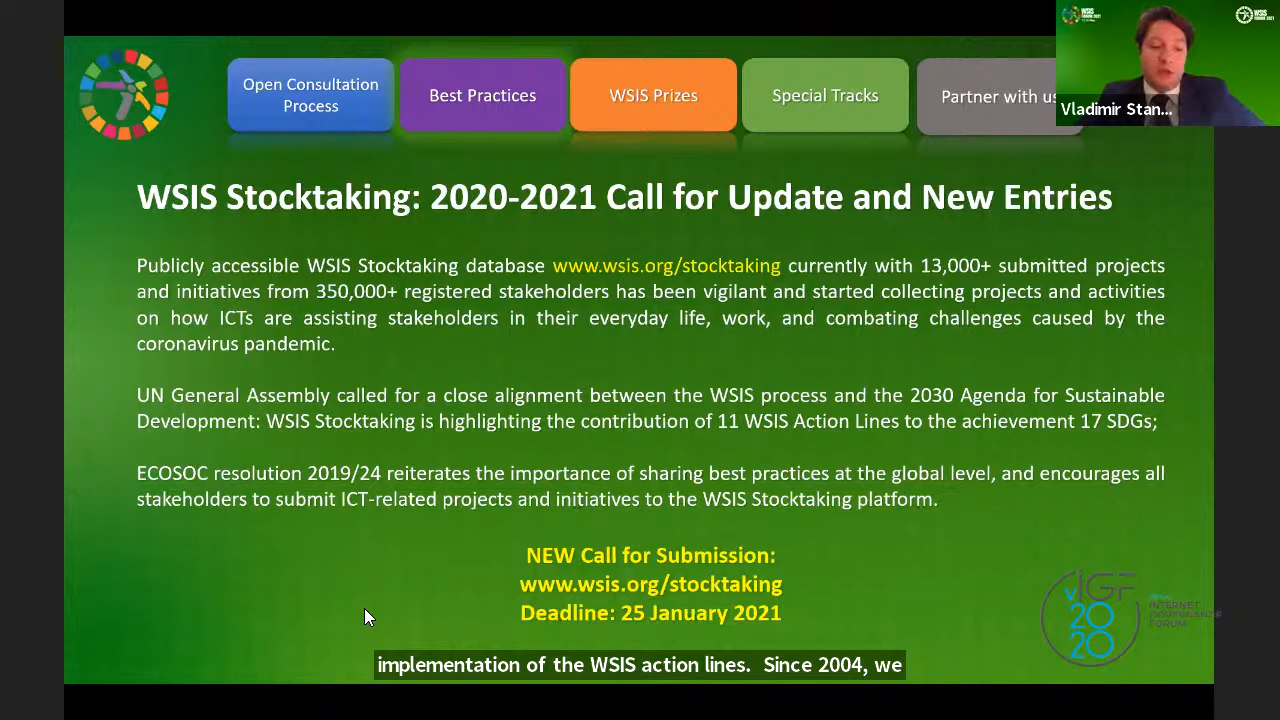 Open Consultation
Process
Best Practices
WSIS Prizes
Special Tracks
Partner with us
Vladimir Stan...
WSIS Stocktaking: 2020-2021 Call for Update and New Entries
Publicly accessible WSIS Stocktaking database www.wsis.org/stocktaking currently with 13,000+ submitted projects
and initiatives from 350,000+ registered stakeholders has been vigilant and started collecting projects and activities
on how ICTs are assisting stakeholders in their everyday life, work, and combating challenges caused by the
coronavirus pandemic.
UN General Assembly called for a close alignment between the WSIS process and the 2030 Agenda for Sustainable
Development: WSIS Stocktaking is highlighting the contribution of 11 WSIS Action Lines to the achievement 17 SDGs;
ECOSOC resolution 2019/24 reiterates the importance of sharing best practices at the global level, and encourages all
stakeholders to submit ICT-related projects and initiatives to the WSIS Stocktaking platform.
NEW Call for Submission:
www.wsis.org/stocktaking
Deadline: 25 January 2021
vIGF
2020
INTERNET
GOVERNANCE
FORUM
implementation of the WSIS action lines. Since 2004, we